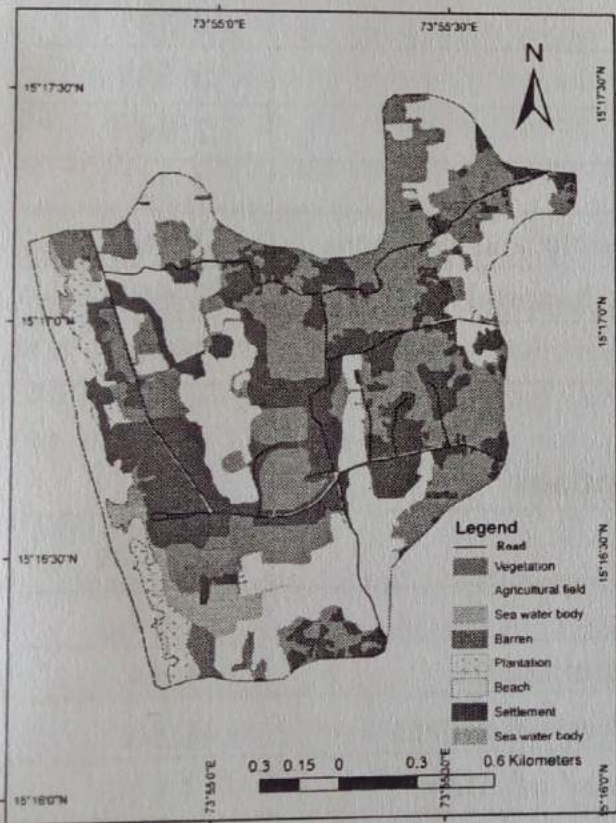 73°55'0"E 73°55'30"E
N
15°17'30"N 15°17'30"N
15°17'0"N 15°17'0"N
15°16'30"N 15°16'30"N
Legend
Road
Vegetation
Agricultural field
Sea water body
Barren
Plantation
Beach
Settlement
Sea water body
0.3 0.15 0 0.3 0.6 Kilometers
15°16'0"N 15°16'0"N
73°55'0"E 73°55'30"E